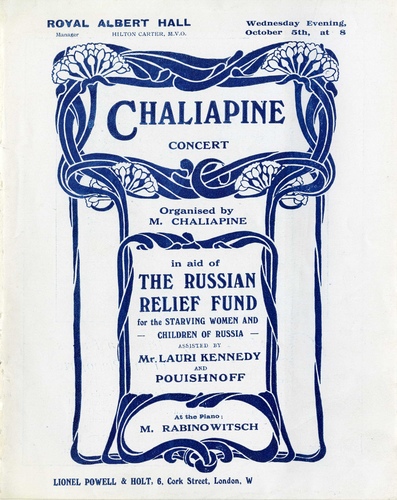 ROYAL ALBERT HALL
Manager HILTON CARTER, M.V.O.
Wednesday Evening,
October 5th, at 8
CHALIAPINE
CONCERT
Organised by
M. CHALIAPINE
in aid of
THE RUSSIAN
RELIEF FUND
for the STARVING WOMEN AND
— CHILDREN OF RUSSIA —
ASSISTED BY
Mr. LAURI KENNEDY
AND
POUISHNOFF
At the Piano;
M. RABINOWITSCH
LIONEL POWELL & HOLT. 6, Cork Street, London, W